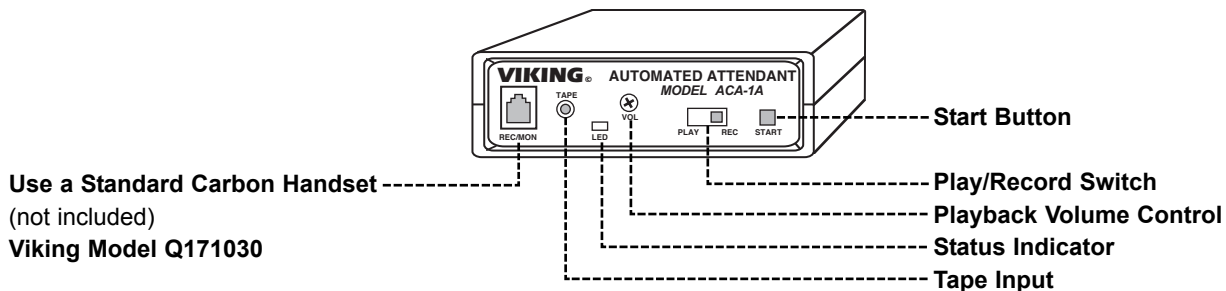 VIKING®
AUTOMATED ATTENDANT
MODEL ACA-1A
TAPE
VOL
REC/MON
LED
PLAY
REC
START
Start Button
Use a Standard Carbon Handset
(not included)
Viking Model Q171030
Play/Record Switch
Playback Volume Control
Status Indicator
Tape Input